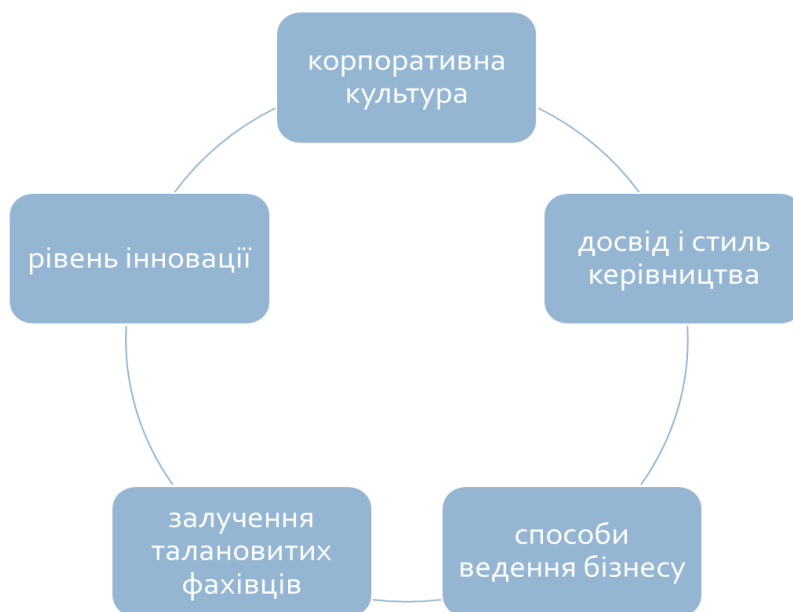 корпоративна
культура
досвід і стиль
керівництва
способи
ведення бізнесу
залучення
талановитих
фахівців
рівень інновації